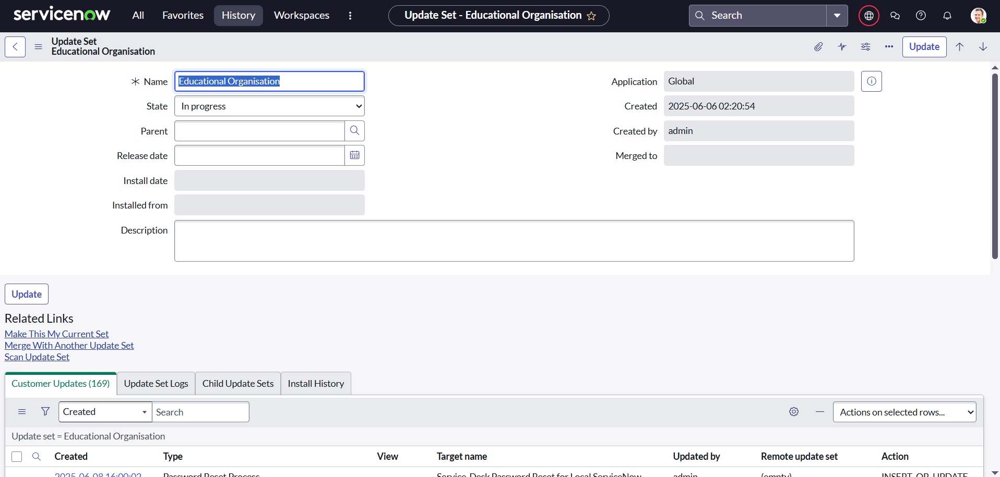 servicenow All Favorites History Workspaces Update Set - Educational Organisation Search
Update Set
Educational Organisation
Update
Name Educational Organisation
Application Global
State In progress
Created 2025-06-06 02:20:54
Parent
Created by admin
Release date
Merged to
Install date
Installed from
Description
Update
Related Links
Make This My Current Set
Merge With Another Update Set
Scan Update Set
Customer Updates (169) Update Set Logs Child Update Sets Install History
Created Search Actions on selected rows...
Update set = Educational Organisation
Created Type View Target name Updated by Remote update set Action
2025-06-08 16:00:02 Password Reset Process Service-Desk Password Reset for Local ServiceNow admin (empty) INSERT_OR_UPDATE